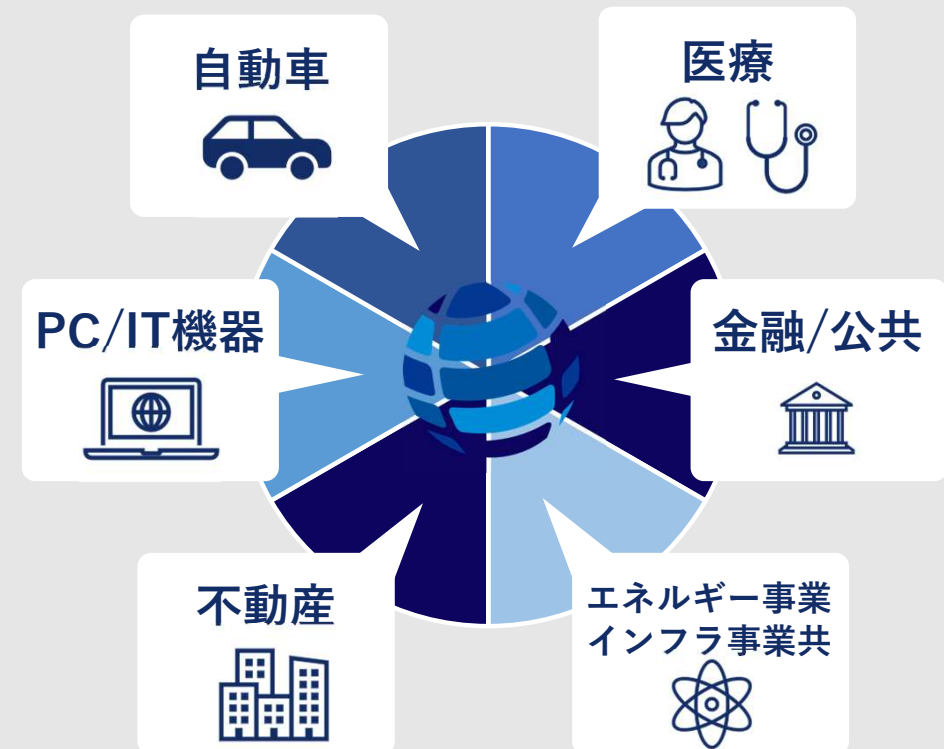 自動車
医療
PC/IT機器
金融/公共
不動産
エネルギー事業
インフラ事業共